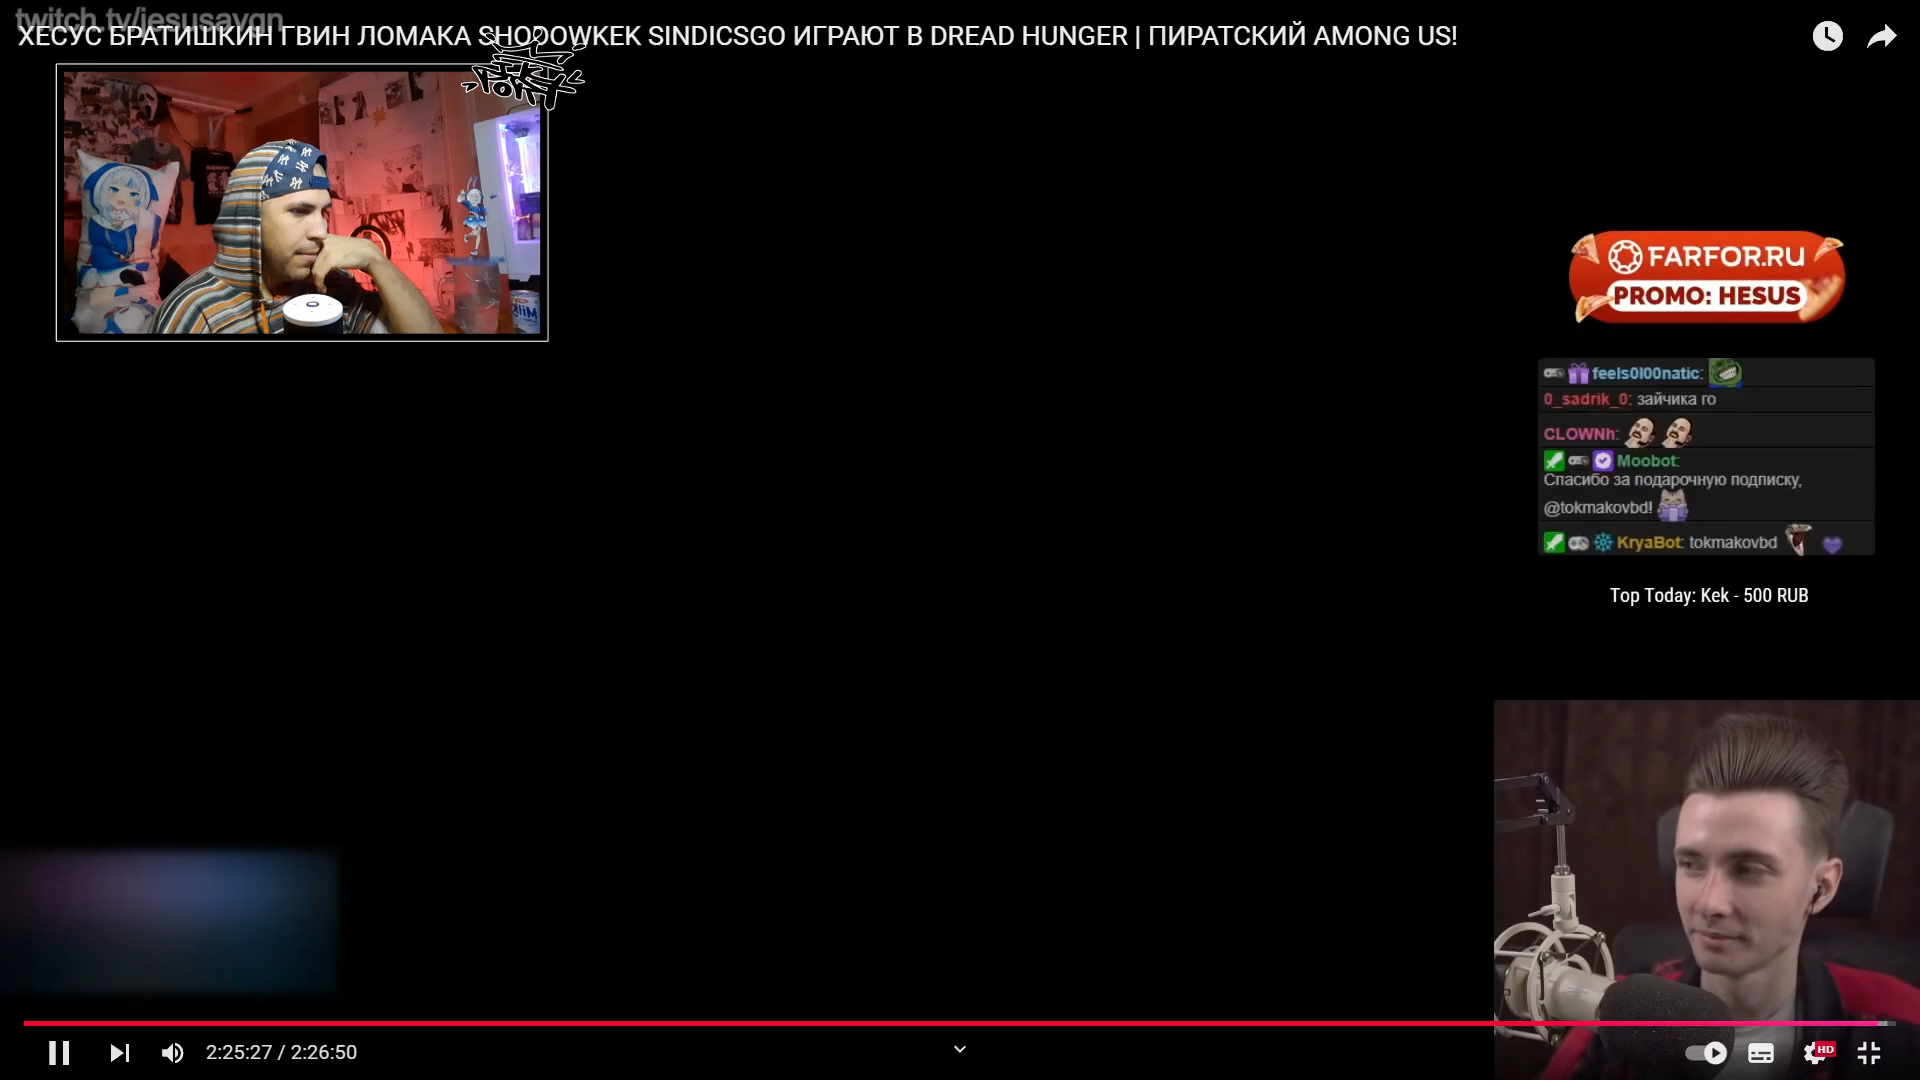 twitch.tv/jesusavgn
ХЕСУС БРАТИШКИН ГВИН ЛОМАКА SHODOWKEK SINDICSGO ИГРАЮТ В DREAD HUNGER | ПИРАТСКИЙ AMONG US!
FARFOR.RU
PROMO: HESUS
feels0l00natic:
0_sadrik_0: зайчика го
CLOWNh:
Moobot:
Спасибо за подарочную подписку,
@tokmakovbd!
KryaBot: tokmakovbd
Top Today: Kek - 500 RUB
2:25:27 / 2:26:50
HD